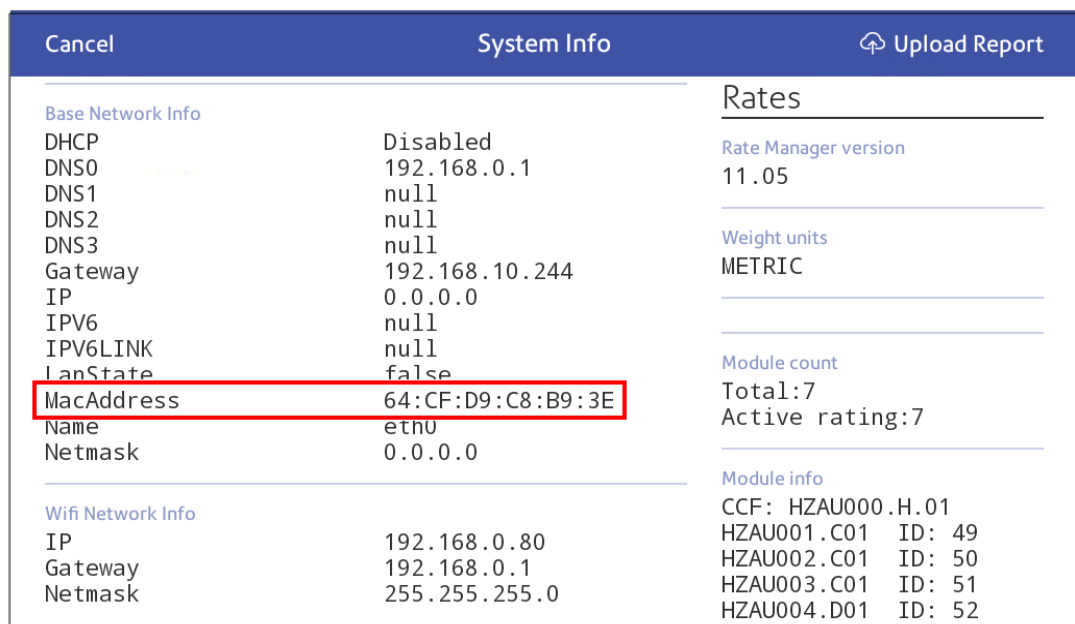 Cancel
System Info
Upload Report
Base Network Info
DHCP Disabled
DNS0 192.168.0.1
DNS1 null
DNS2 null
DNS3 null
Gateway 192.168.10.244
IP 0.0.0.0
IPV6 null
IPV6LINK null
LanState false
MacAddress 64:CF:D9:C8:B9:3E
Name eth0
Netmask 0.0.0.0
Wifi Network Info
IP 192.168.0.80
Gateway 192.168.0.1
Netmask 255.255.255.0
Rates
Rate Manager version
11.05
Weight units
METRIC
Module count
Total:7
Active rating:7
Module info
CCF: HZAU000.H.01
HZAU001.C01 ID: 49
HZAU002.C01 ID: 50
HZAU003.C01 ID: 51
HZAU004.D01 ID: 52